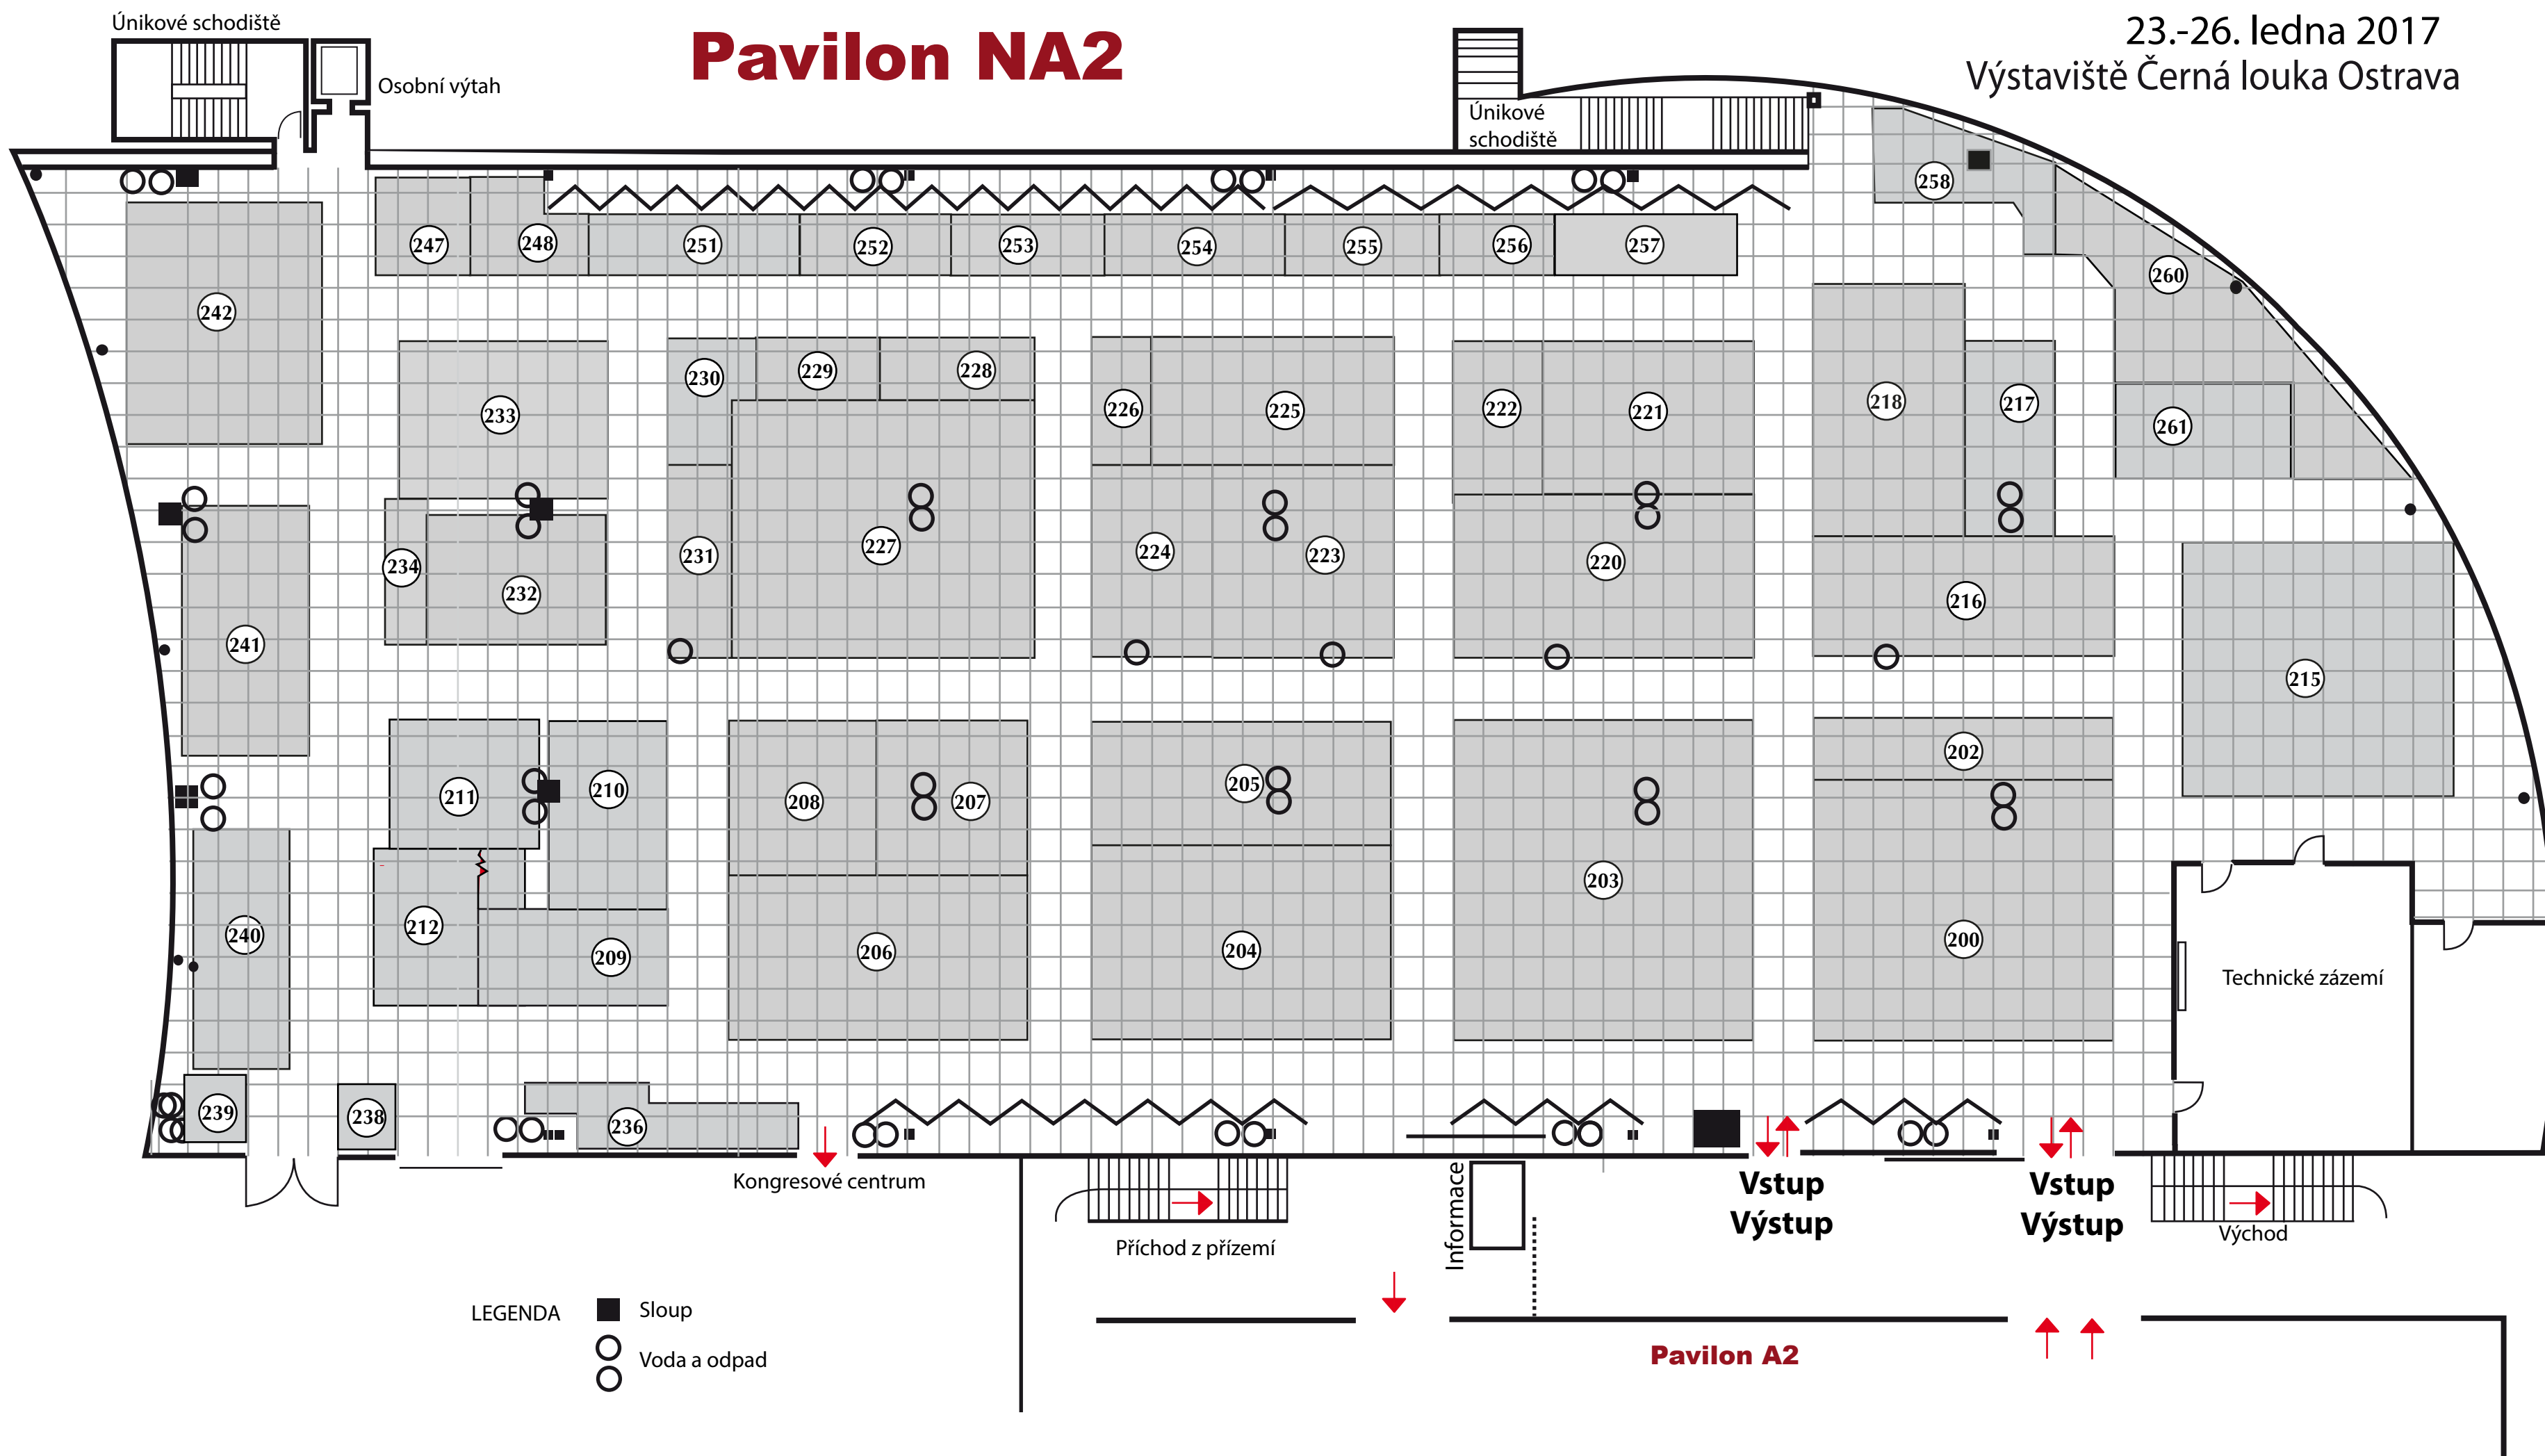 Únikové schodiště
Osobní výtah
Pavilon NA2
23.-26. ledna 2017
Výstaviště Černá louka Ostrava
Únikové
schodiště
258
247
248
251
252
253
254
255
256
257
260
242
233
230
229
228
226
225
222
221
218
217
261
234
232
231
227
224
223
220
216
241
215
211
210
208
207
205
203
202
240
212
209
206
204
200
Technické zázemí
239
238
236
Kongresové centrum
Příchod z přízemí
Informace
Vstup
Výstup
Vstup
Výstup
Východ
LEGENDA
Sloup
Voda a odpad
Pavilon A2